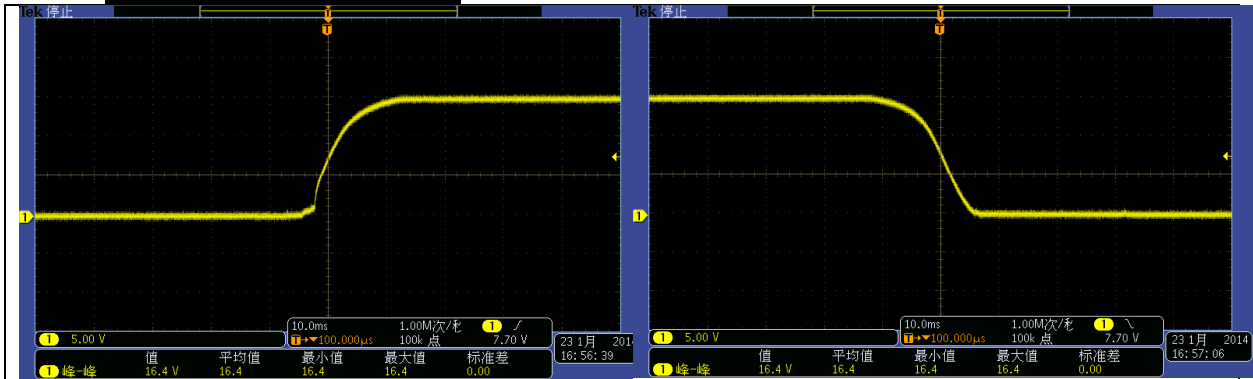 Tek 停止
T
T
1
10.0ms 1.00M次/秒 1 ∫
1 5.00 V T→▼100.000μs 100k 点 7.70 V
值 平均值 最小值 最大值 标准差
1 峰-峰 16.4 V 16.4 16.4 16.4 0.00
23 1月 2014
16:56:39
Tek 停止
T
T
1
10.0ms 1.00M次/秒 1 \
1 5.00 V T→▼100.000μs 100k 点 7.70 V
值 平均值 最小值 最大值 标准差
1 峰-峰 16.4 V 16.4 16.4 16.4 0.00
23 1月 2014
16:57:06